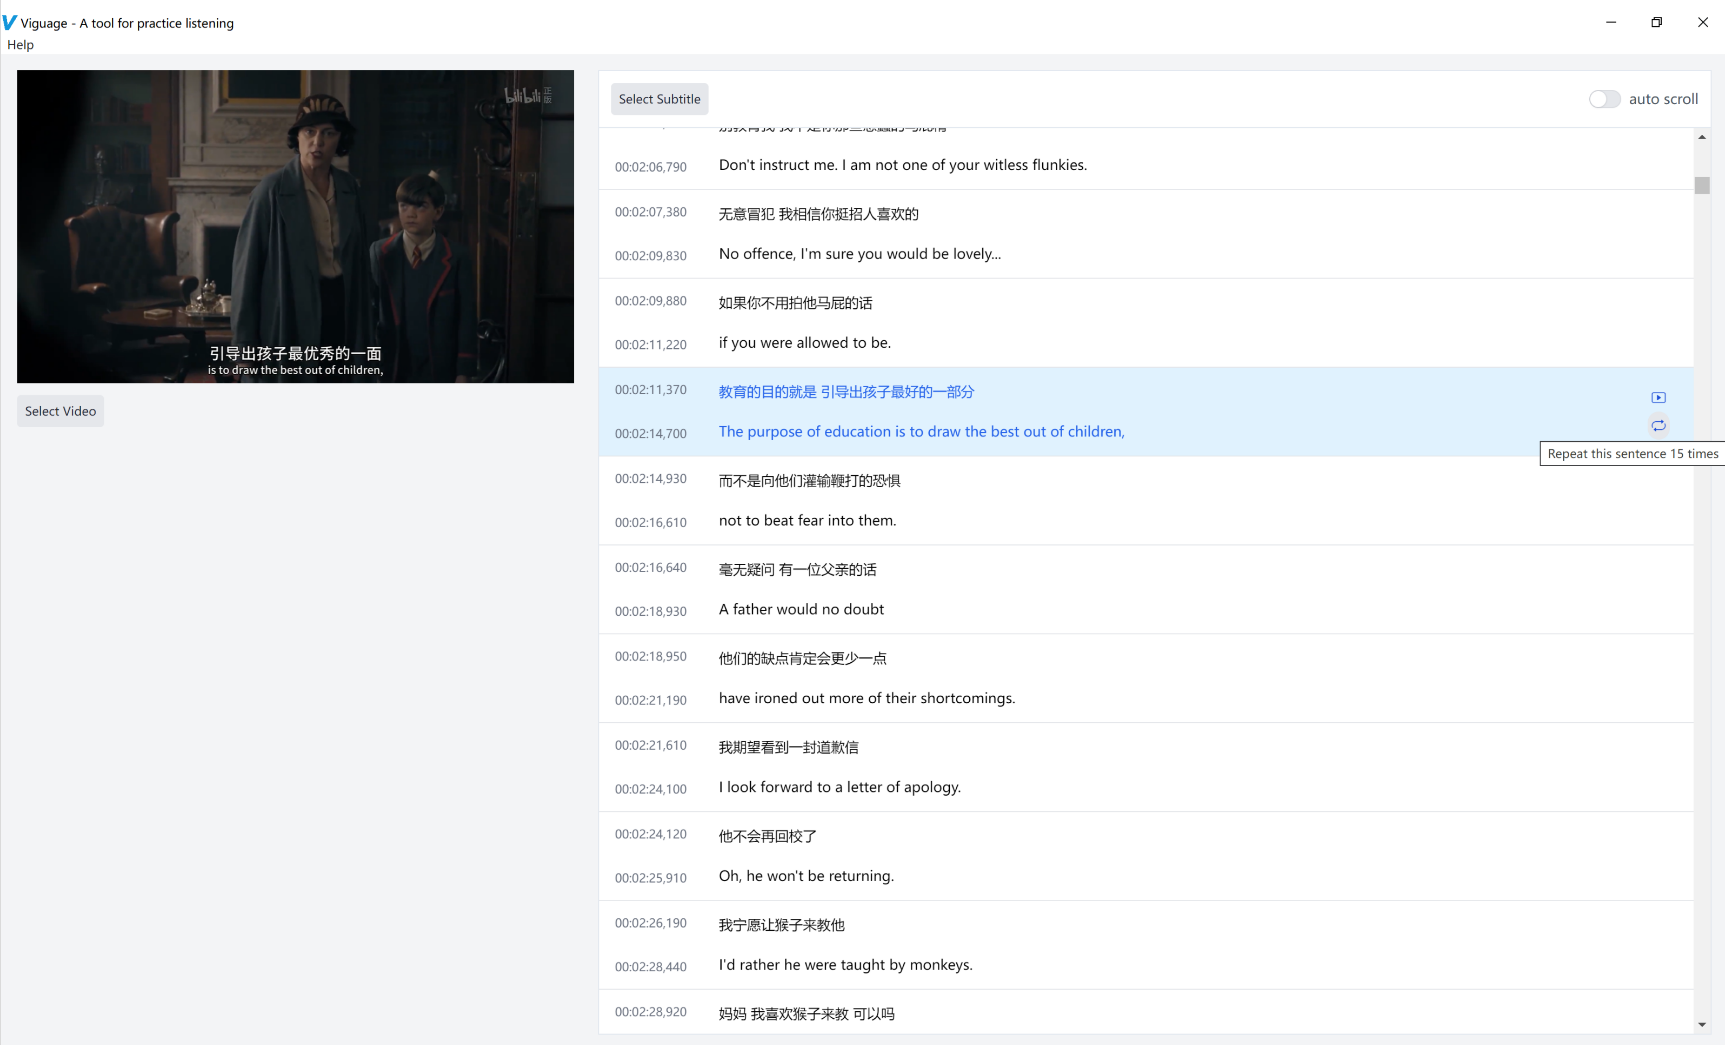 Viguage - A tool for practice listening
Help
bilibili 正版
引导出孩子最优秀的一面
is to draw the best out of children,
Select Video
Select Subtitle
auto scroll
00:02:06,790
Don't instruct me. I am not one of your witless flunkies.
00:02:07,380
无意冒犯 我相信你挺招人喜欢的
00:02:09,830
No offence, I'm sure you would be lovely...
00:02:09,880
如果你不用拍他马屁的话
00:02:11,220
if you were allowed to be.
00:02:11,370
教育的目的就是 引导出孩子最好的一部分
00:02:14,700
The purpose of education is to draw the best out of children,
Repeat this sentence 15 times
00:02:14,930
而不是向他们灌输鞭打的恐惧
00:02:16,610
not to beat fear into them.
00:02:16,640
毫无疑问 有一位父亲的话
00:02:18,930
A father would no doubt
00:02:18,950
他们的缺点肯定会更少一点
00:02:21,190
have ironed out more of their shortcomings.
00:02:21,610
我期望看到一封道歉信
00:02:24,100
I look forward to a letter of apology.
00:02:24,120
他不会再回校了
00:02:25,910
Oh, he won't be returning.
00:02:26,190
我宁愿让猴子来教他
00:02:28,440
I'd rather he were taught by monkeys.
00:02:28,920
妈妈 我喜欢猴子来教 可以吗